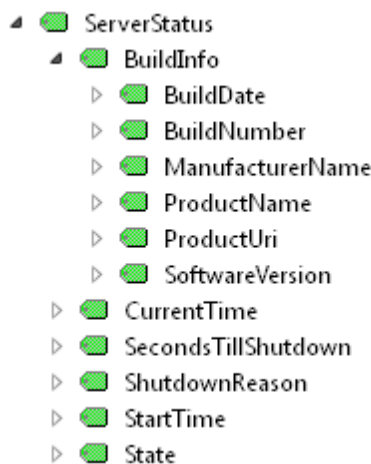 ServerStatus
BuildInfo
BuildDate
BuildNumber
ManufacturerName
ProductName
ProductUri
SoftwareVersion
CurrentTime
SecondsTillShutdown
ShutdownReason
StartTime
State